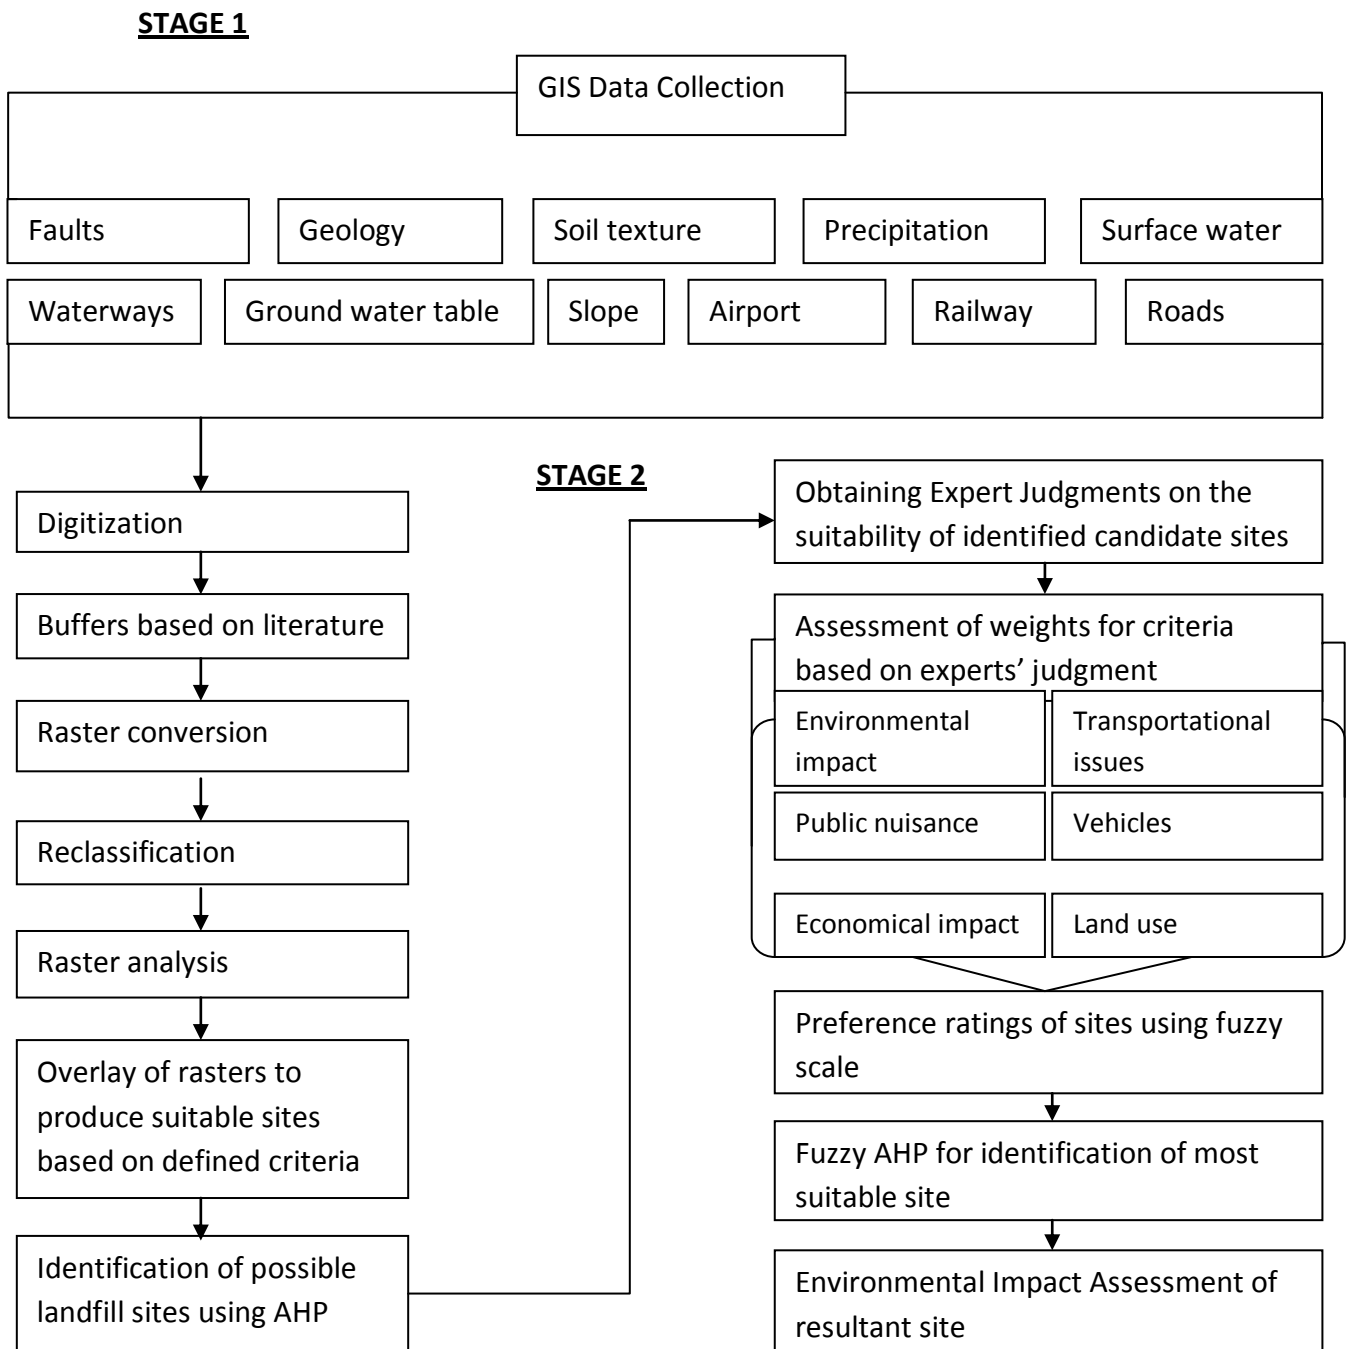 STAGE 1
GIS Data Collection
Faults
Geology
Soil texture
Precipitation
Surface water
Waterways
Ground water table
Slope
Airport
Railway
Roads
Digitization
Buffers based on literature
Raster conversion
Reclassification
Raster analysis
Overlay of rasters to
produce suitable sites
based on defined criteria
Identification of possible
landfill sites using AHP
STAGE 2
Obtaining Expert Judgments on the
suitability of identified candidate sites
Assessment of weights for criteria
based on experts’ judgment
Environmental
impact
Transportational
issues
Public nuisance
Vehicles
Economical impact
Land use
Preference ratings of sites using fuzzy
scale
Fuzzy AHP for identification of most
suitable site
Environmental Impact Assessment of
resultant site